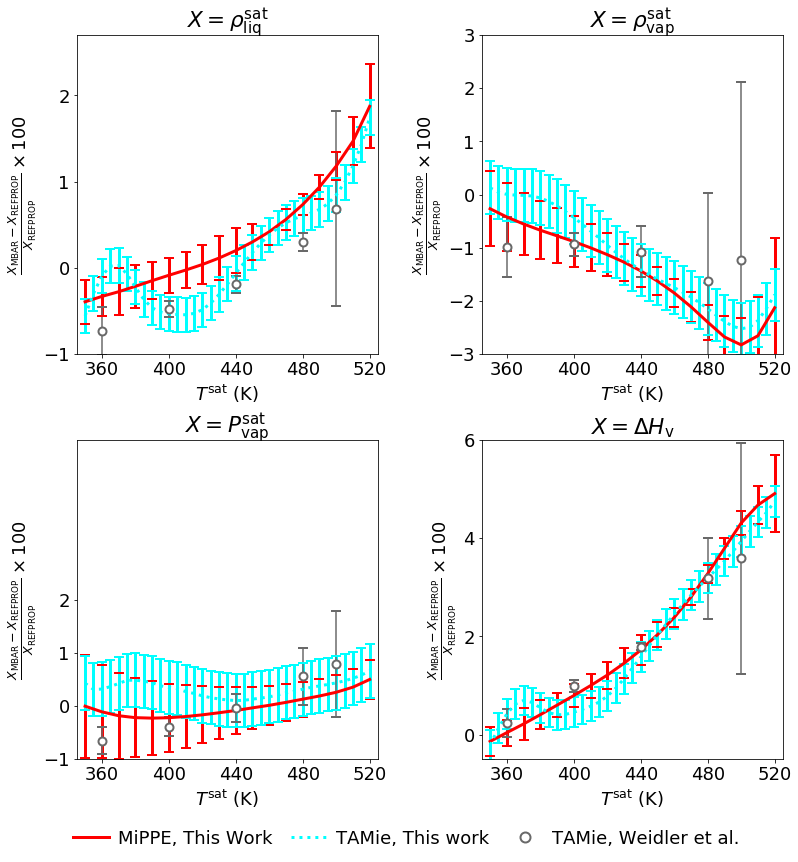 X = ρ_liq^sat
X = ρ_vap^sat
(X_MBAR − X_REFPROP) / X_REFPROP × 100
2
1
0
−1
360 400 440 480 520
T^sat (K)
(X_MBAR − X_REFPROP) / X_REFPROP × 100
3
2
1
0
−1
−2
−3
360 400 440 480 520
T^sat (K)
X = P_vap^sat
X = ΔH_v
(X_MBAR − X_REFPROP) / X_REFPROP × 100
2
1
0
−1
360 400 440 480 520
T^sat (K)
(X_MBAR − X_REFPROP) / X_REFPROP × 100
6
4
2
0
360 400 440 480 520
T^sat (K)
MiPPE, This Work TAMie, This work TAMie, Weidler et al.